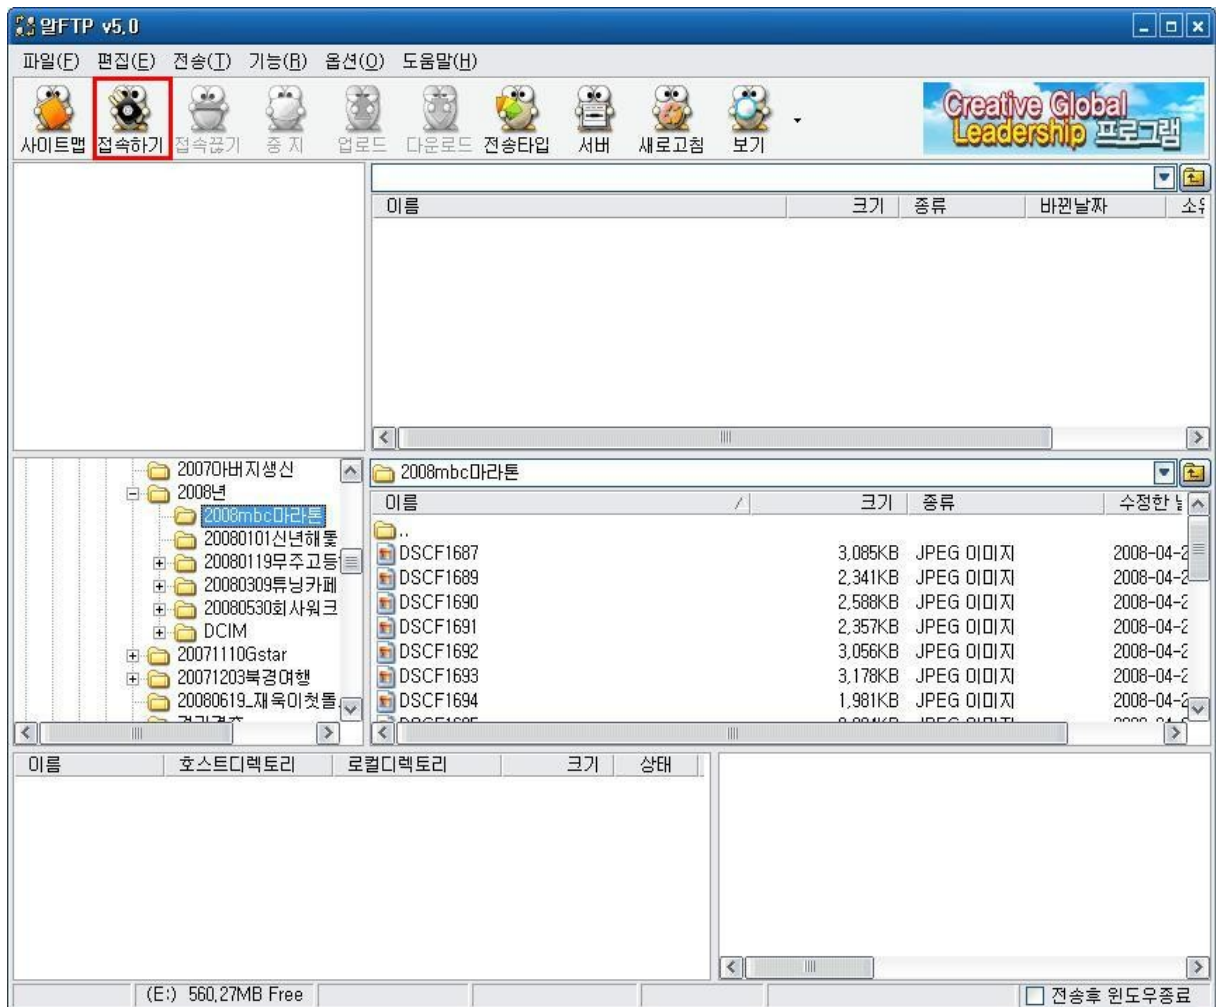 알FTP v5.0
파일(F) 편집(E) 전송(T) 기능(R) 옵션(O) 도움말(H)
사이트맵 접속하기 접속끊기 중 지 업로드 다운로드 전송타입 서버 새로고침 보기
Creative Global
Leadership 프로그램
이름 크기 종류 바뀐날짜
2007아버지생신
2008년
2008mbc마라톤
20080101신년해돛
20080119무주고등
20080309튜닝카페
20080530회사워크
DCIM
20071110Gstar
20071203북경여행
20080619_재욱이첫돌
2008mbc마라톤
이름 크기 종류 수정한
..
DSCF1687 3,085KB JPEG 이미지 2008-04-2
DSCF1689 2,341KB JPEG 이미지 2008-04-2
DSCF1690 2,588KB JPEG 이미지 2008-04-2
DSCF1691 2,357KB JPEG 이미지 2008-04-2
DSCF1692 3,056KB JPEG 이미지 2008-04-2
DSCF1693 3,178KB JPEG 이미지 2008-04-2
DSCF1694 1,981KB JPEG 이미지 2008-04-2
이름 호스트디렉토리 로컬디렉토리 크기 상태
(E:) 560,27MB Free
전송후 윈도우종료